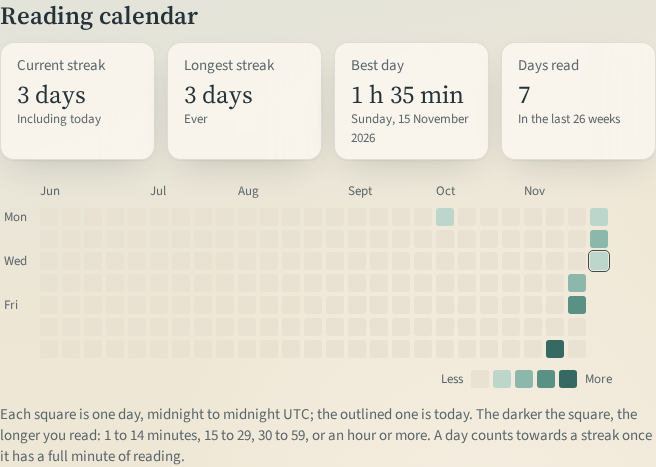 Reading calendar
Current streak
3 days
Including today
Longest streak
3 days
Ever
Best day
1 h 35 min
Sunday, 15 November
2026
Days read
7
In the last 26 weeks
Jun Jul Aug Sept Oct Nov
Mon
Wed
Fri
Less More
Each square is one day, midnight to midnight UTC; the outlined one is today. The darker the square, the
longer you read: 1 to 14 minutes, 15 to 29, 30 to 59, or an hour or more. A day counts towards a streak once
it has a full minute of reading.